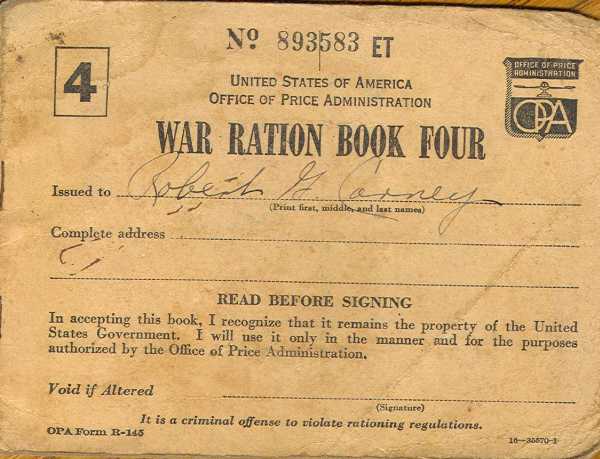 Nº 893583 ET
4
OFFICE OF PRICE
ADMINISTRATION
OPA
UNITED STATES OF AMERICA
OFFICE OF PRICE ADMINISTRATION
WAR RATION BOOK FOUR
Issued to Robert G. Carney
(Print first, middle, and last names)
Complete address
READ BEFORE SIGNING
In accepting this book, I recognize that it remains the property of the United
States Government. I will use it only in the manner and for the purposes
authorized by the Office of Price Administration.
Void if Altered
(Signature)
It is a criminal offense to violate rationing regulations.
OPA Form R-145
16—35570-1